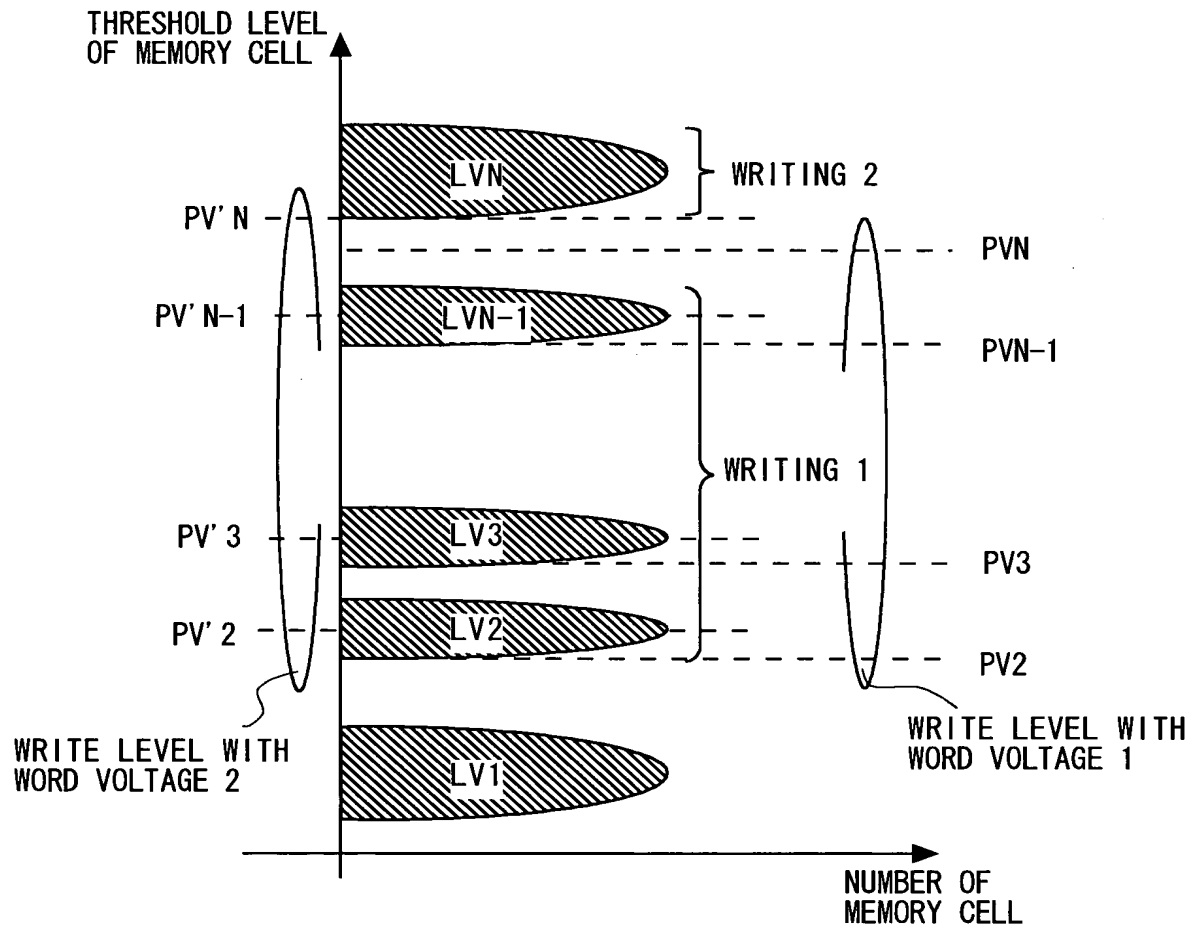 THRESHOLD LEVEL
OF MEMORY CELL
LVN
WRITING 2
PV'N
PVN
PV'N-1
LVN-1
PVN-1
WRITING 1
PV'3
LV3
PV3
PV'2
LV2
PV2
WRITE LEVEL WITH
WORD VOLTAGE 2
WRITE LEVEL WITH
WORD VOLTAGE 1
LV1
NUMBER OF
MEMORY CELL